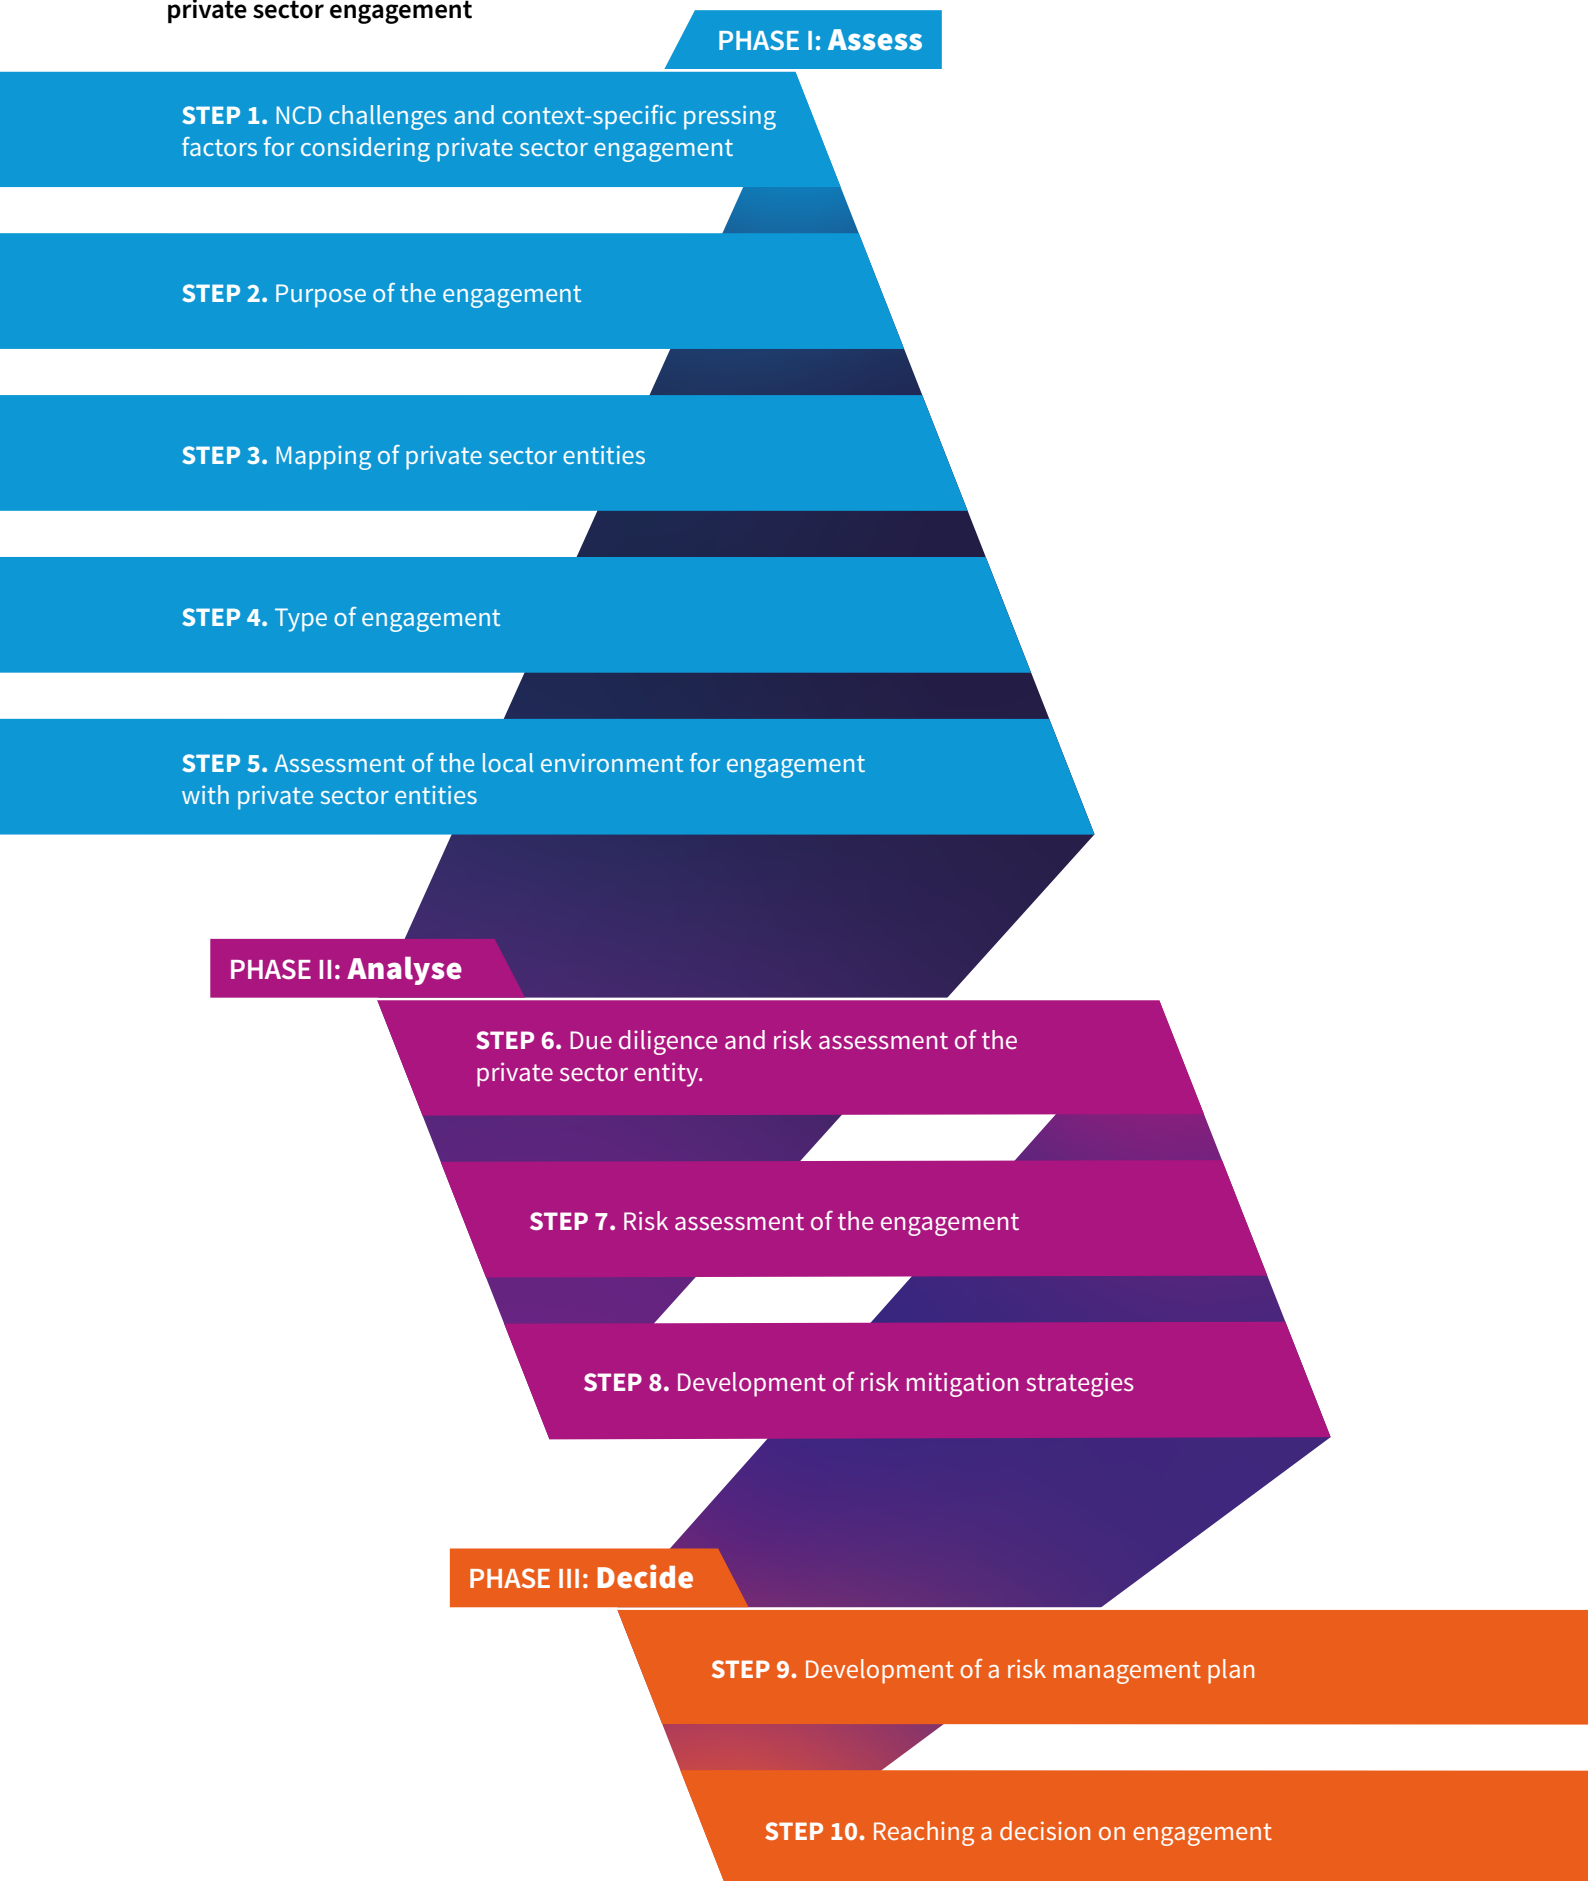 private sector engagement
PHASE I: Assess
STEP 1. NCD challenges and context-specific pressing
factors for considering private sector engagement
STEP 2. Purpose of the engagement
STEP 3. Mapping of private sector entities
STEP 4. Type of engagement
STEP 5. Assessment of the local environment for engagement
with private sector entities
PHASE II: Analyse
STEP 6. Due diligence and risk assessment of the
private sector entity.
STEP 7. Risk assessment of the engagement
STEP 8. Development of risk mitigation strategies
PHASE III: Decide
STEP 9. Development of a risk management plan
STEP 10. Reaching a decision on engagement